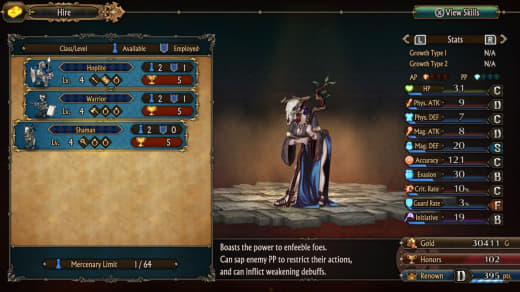 Hire
View Skills
Class/Level Available Employed
Hoplite
Lv. 4 2 1
5
Warrior
Lv. 4 2 1
5
Shaman
Lv. 4 2 0
5
Mercenary Limit 1 / 64
L Stats R
Growth Type 1 N/A
Growth Type 2 N/A
AP PP
HP 31 C
Phys. ATK 9 D
Phys. DEF 7 C
Mag. ATK 8 D
Mag. DEF 20 S
Accuracy 121 C
Evasion 30 B
Crit. Rate 10% C
Guard Rate 3% F
Initiative 19 B
Boasts the power to enfeeble foes.
Can sap enemy PP to restrict their actions,
and can inflict weakening debuffs.
Gold 30411 G
Honors 102
Renown D 395 pts.